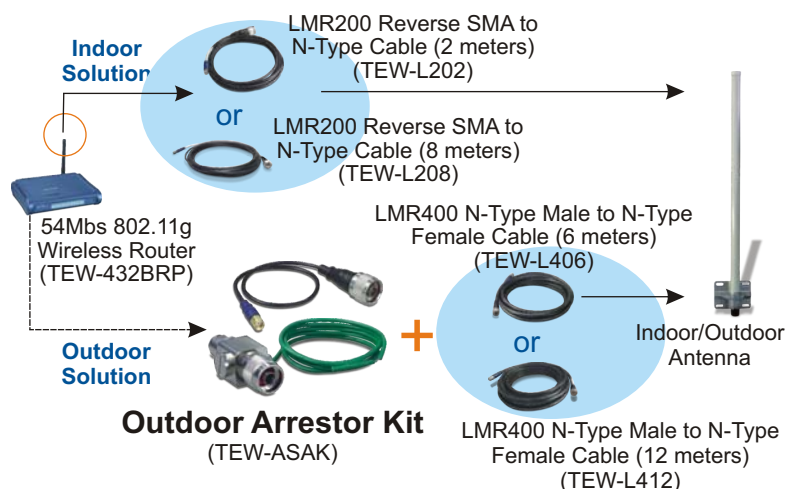 Indoor
Solution
LMR200 Reverse SMA to
N-Type Cable (2 meters)
(TEW-L202)
or
LMR200 Reverse SMA to
N-Type Cable (8 meters)
(TEW-L208)
54Mbs 802.11g
Wireless Router
(TEW-432BRP)
LMR400 N-Type Male to N-Type
Female Cable (6 meters)
(TEW-L406)
Outdoor
Solution
+
or
Indoor/Outdoor
Antenna
Outdoor Arrestor Kit
(TEW-ASAK)
LMR400 N-Type Male to N-Type
Female Cable (12 meters)
(TEW-L412)